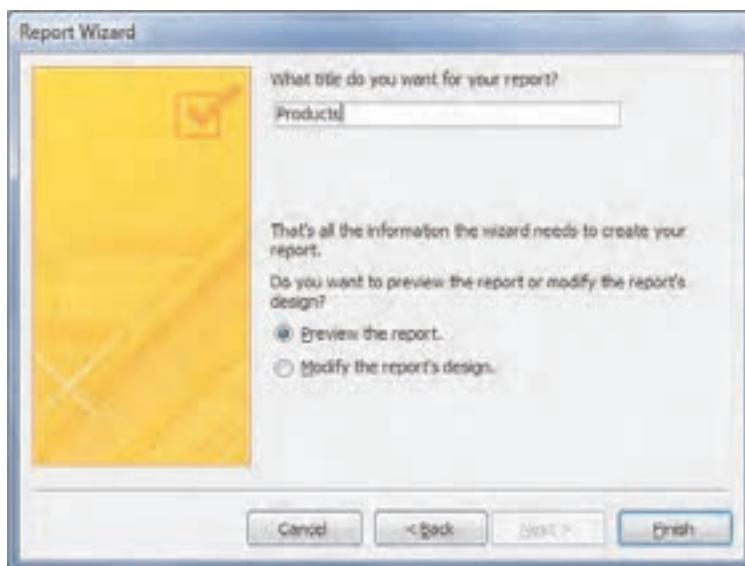 Report Wizard
What title do you want for your report?
Products
That's all the information the wizard needs to create your
report.
Do you want to preview the report or modify the report's
design?
Preview the report.
Modify the report's design.
Cancel
< Back
Next >
Finish